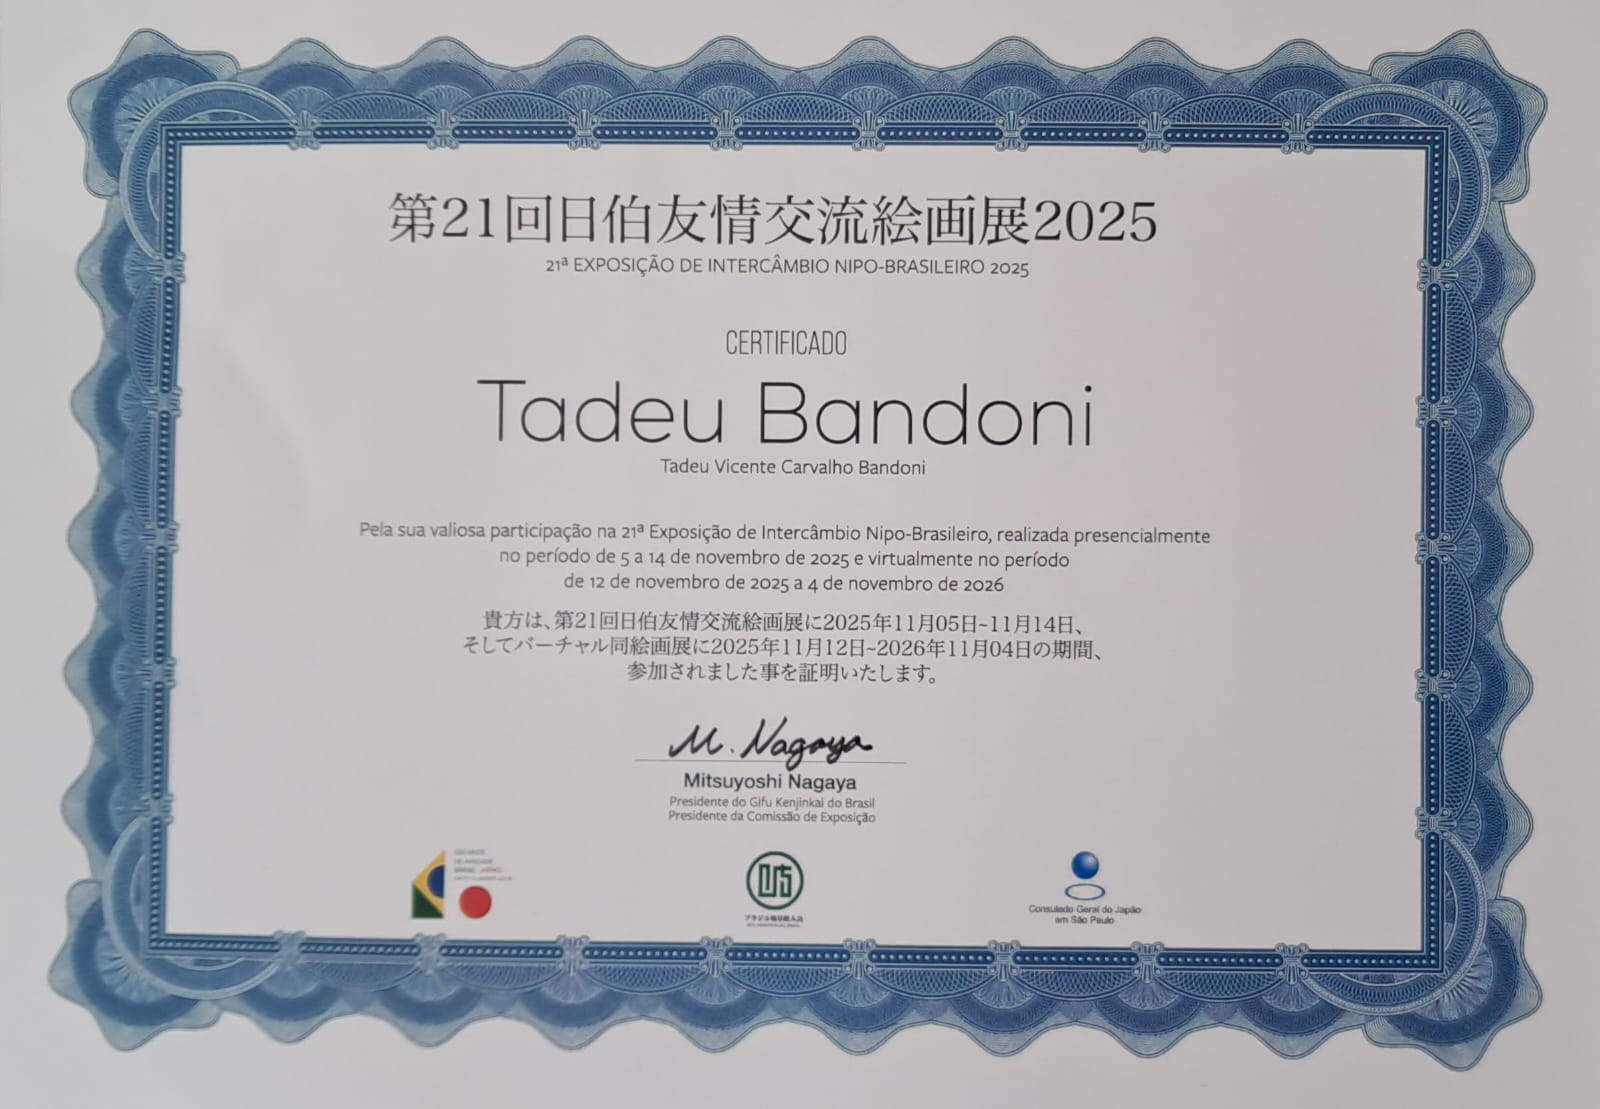 第21回日伯友情交流絵画展2025
21ª EXPOSIÇÃO DE INTERCÂMBIO NIPO-BRASILEIRO 2025
CERTIFICADO
Tadeu Bandoni
Tadeu Vicente Carvalho Bandoni
Pela sua valiosa participação na 21ª Exposição de Intercâmbio Nipo-Brasileiro, realizada presencialmente
no período de 5 a 14 de novembro de 2025 e virtualmente no período
de 12 de novembro de 2025 a 4 de novembro de 2026
貴方は、第21回日伯友情交流絵画展に2025年11月05日~11月14日、
そしてバーチャル同絵画展に2025年11月12日~2026年11月04日の期間、
参加されました事を証明いたします。
M. Nagaya
Mitsuyoshi Nagaya
Presidente do Gifu Kenjinkai do Brasil
Presidente da Comissão de Exposição
ブラジル岐阜県人会
Consulado Geral do Japão
em São Paulo